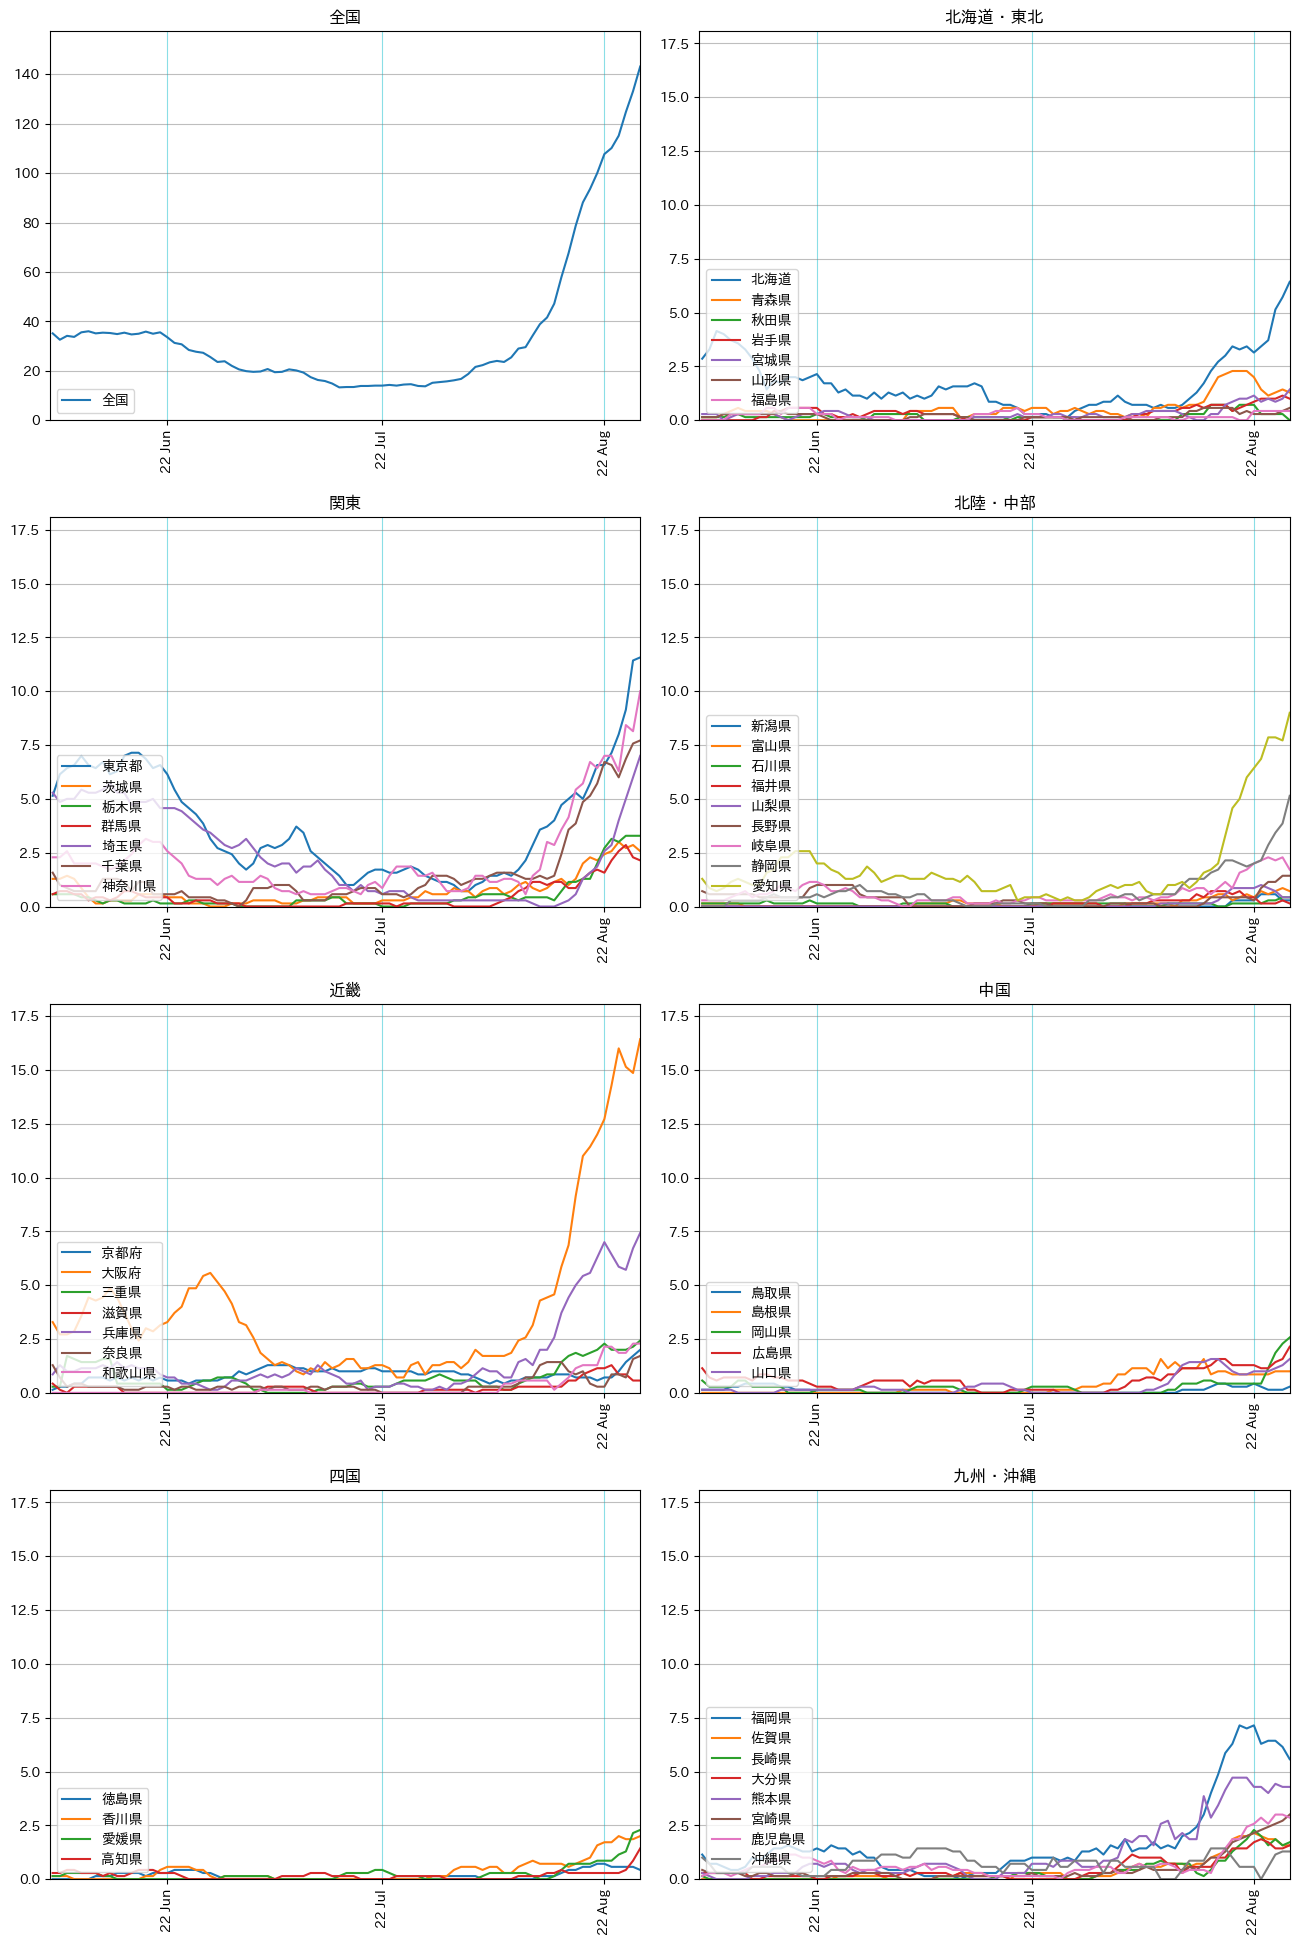 全国
140
120
100
80
60
40
20
0
全国
22 Jun
22 Jul
22 Aug
北海道・東北
17.5
15.0
12.5
10.0
7.5
5.0
2.5
0.0
北海道
青森県
秋田県
岩手県
宮城県
山形県
福島県
22 Jun
22 Jul
22 Aug
関東
17.5
15.0
12.5
10.0
7.5
5.0
2.5
0.0
東京都
茨城県
栃木県
群馬県
埼玉県
千葉県
神奈川県
22 Jun
22 Jul
22 Aug
北陸・中部
17.5
15.0
12.5
10.0
7.5
5.0
2.5
0.0
新潟県
富山県
石川県
福井県
山梨県
長野県
岐阜県
静岡県
愛知県
22 Jun
22 Jul
22 Aug
近畿
17.5
15.0
12.5
10.0
7.5
5.0
2.5
0.0
京都府
大阪府
三重県
滋賀県
兵庫県
奈良県
和歌山県
22 Jun
22 Jul
22 Aug
中国
17.5
15.0
12.5
10.0
7.5
5.0
2.5
0.0
鳥取県
島根県
岡山県
広島県
山口県
22 Jun
22 Jul
22 Aug
四国
17.5
15.0
12.5
10.0
7.5
5.0
2.5
0.0
徳島県
香川県
愛媛県
高知県
22 Jun
22 Jul
22 Aug
九州・沖縄
17.5
15.0
12.5
10.0
7.5
5.0
2.5
0.0
福岡県
佐賀県
長崎県
大分県
熊本県
宮崎県
鹿児島県
沖縄県
22 Jun
22 Jul
22 Aug